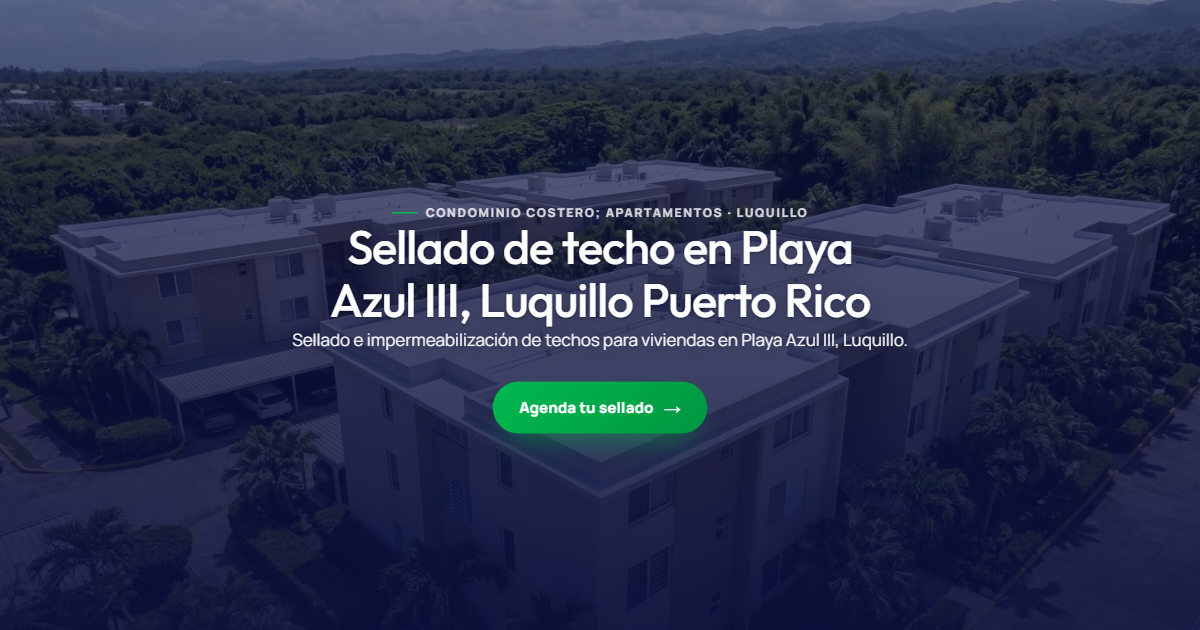 CONDOMINIO COSTERO; APARTAMENTOS · LUQUILLO
Sellado de techo en Playa
Azul III, Luquillo Puerto Rico
Sellado e impermeabilización de techos para viviendas en Playa Azul III, Luquillo.
Agenda tu sellado →